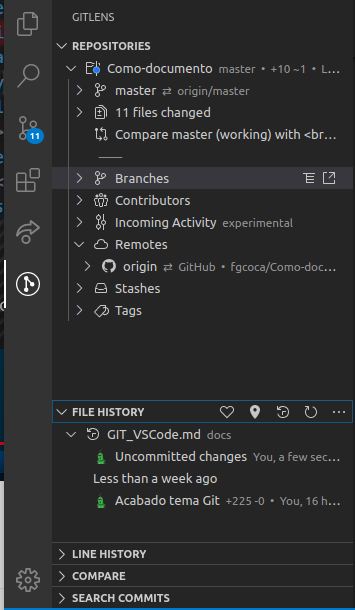 GITLENS
REPOSITORIES
Como-documento master • +10 ~1 • L...
master ⇄ origin/master
11 files changed
Compare master (working) with <br...
11
Branches
Contributors
Incoming Activity experimental
Remotes
origin ⇄ GitHub • fgcoca/Como-doc...
Stashes
Tags
FILE HISTORY
GIT_VSCode.md docs
Uncommitted changes You, a few sec...
Less than a week ago
Acabado tema Git +225 -0 • You, 16 h...
LINE HISTORY
COMPARE
SEARCH COMMITS